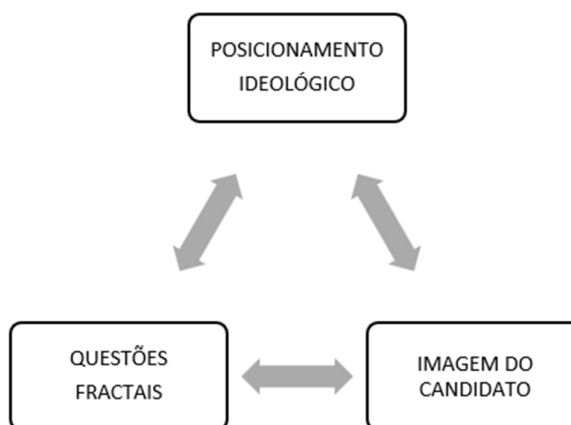 POSICIONAMENTO
IDEOLÓGICO
QUESTÕES
FRACTAIS
IMAGEM DO
CANDIDATO